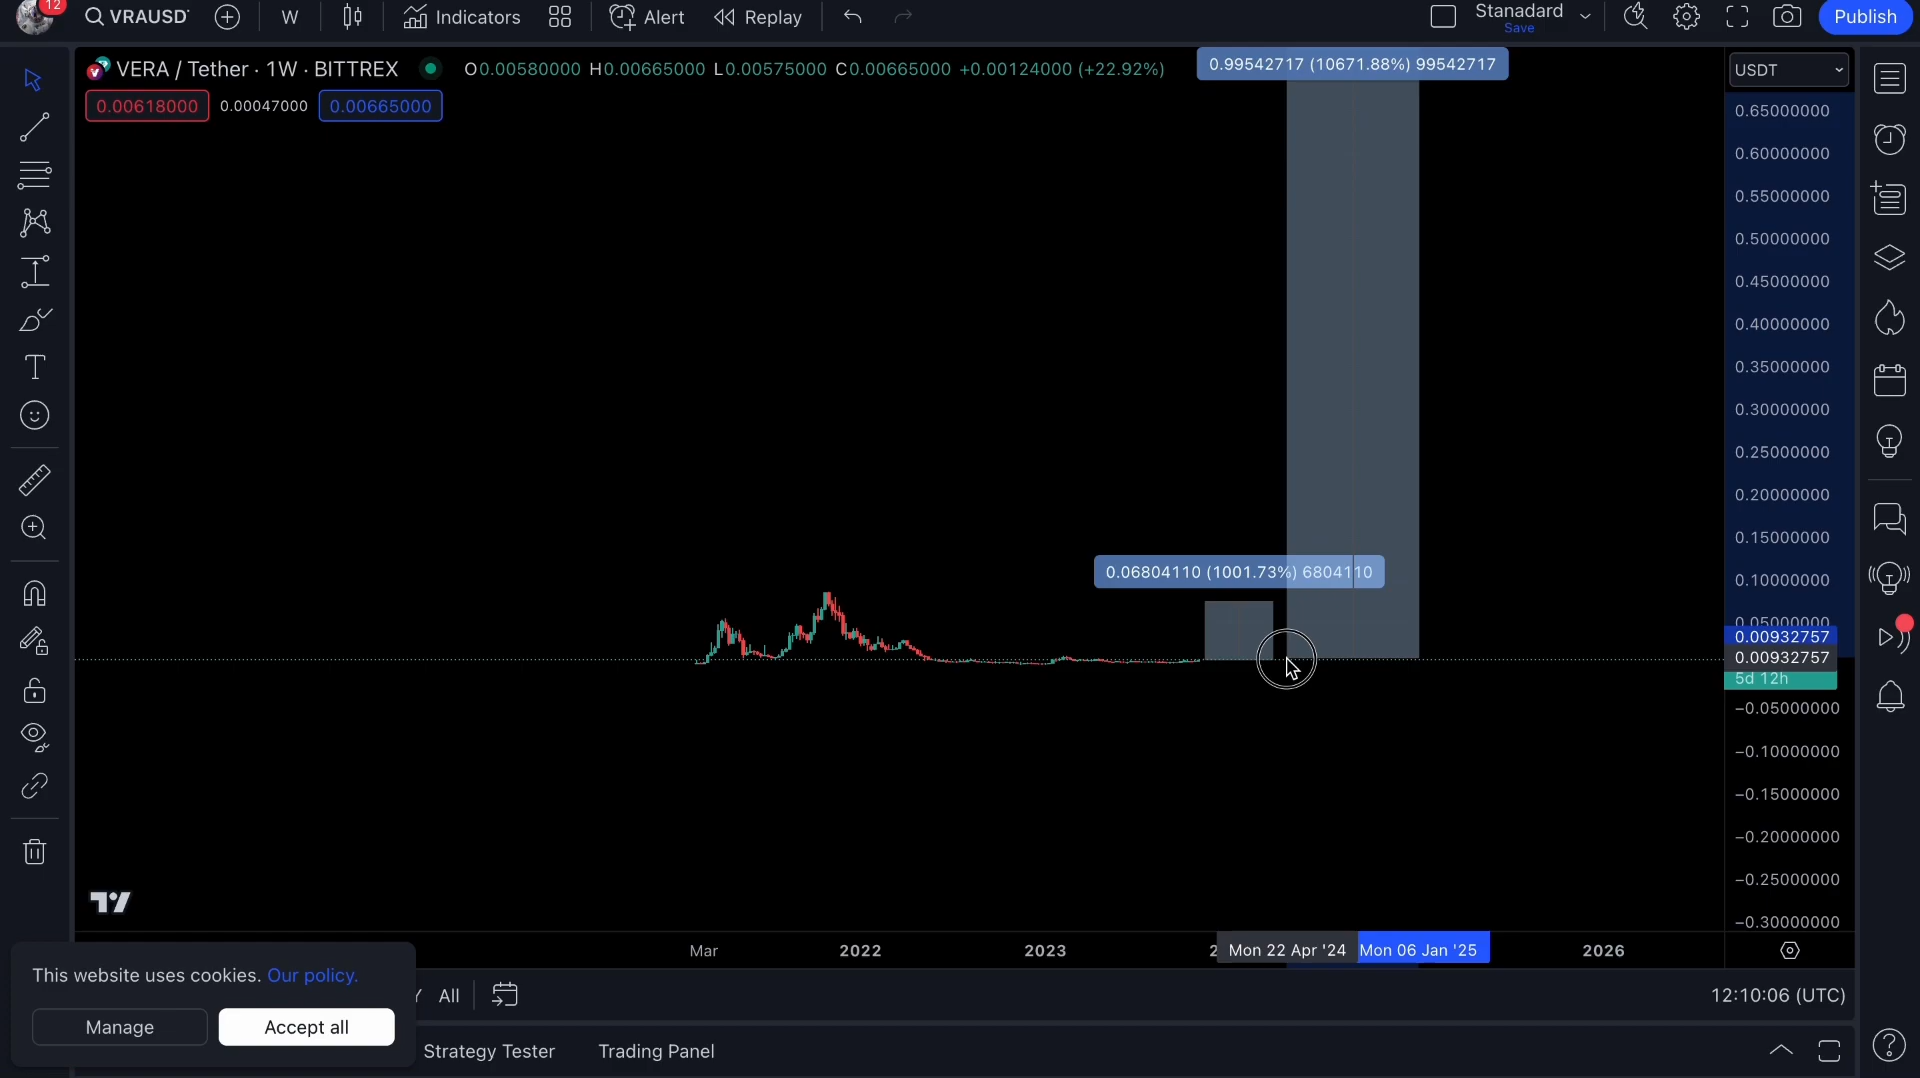 12
VRAUSD
W
Indicators
Alert
Replay
Stanadard
Save
Publish
VERA / Tether · 1W · BITTREX
O0.00580000 H0.00665000 L0.00575000 C0.00665000 +0.00124000 (+22.92%)
0.00618000
0.00047000
0.00665000
0.99542717 (10671.88%) 99542717
USDT
0.65000000
0.60000000
0.55000000
0.50000000
0.45000000
0.40000000
0.35000000
0.30000000
0.25000000
0.20000000
0.15000000
0.10000000
0.05000000
0.06804110 (1001.73%) 6804110
0.00932757
0.00932757
5d 12h
−0.05000000
−0.10000000
−0.15000000
−0.20000000
−0.25000000
−0.30000000
Mar
2022
2023
2
Mon 22 Apr '24
Mon 06 Jan '25
2026
This website uses cookies. Our policy.
Manage
Accept all
All
12:10:06 (UTC)
Strategy Tester
Trading Panel